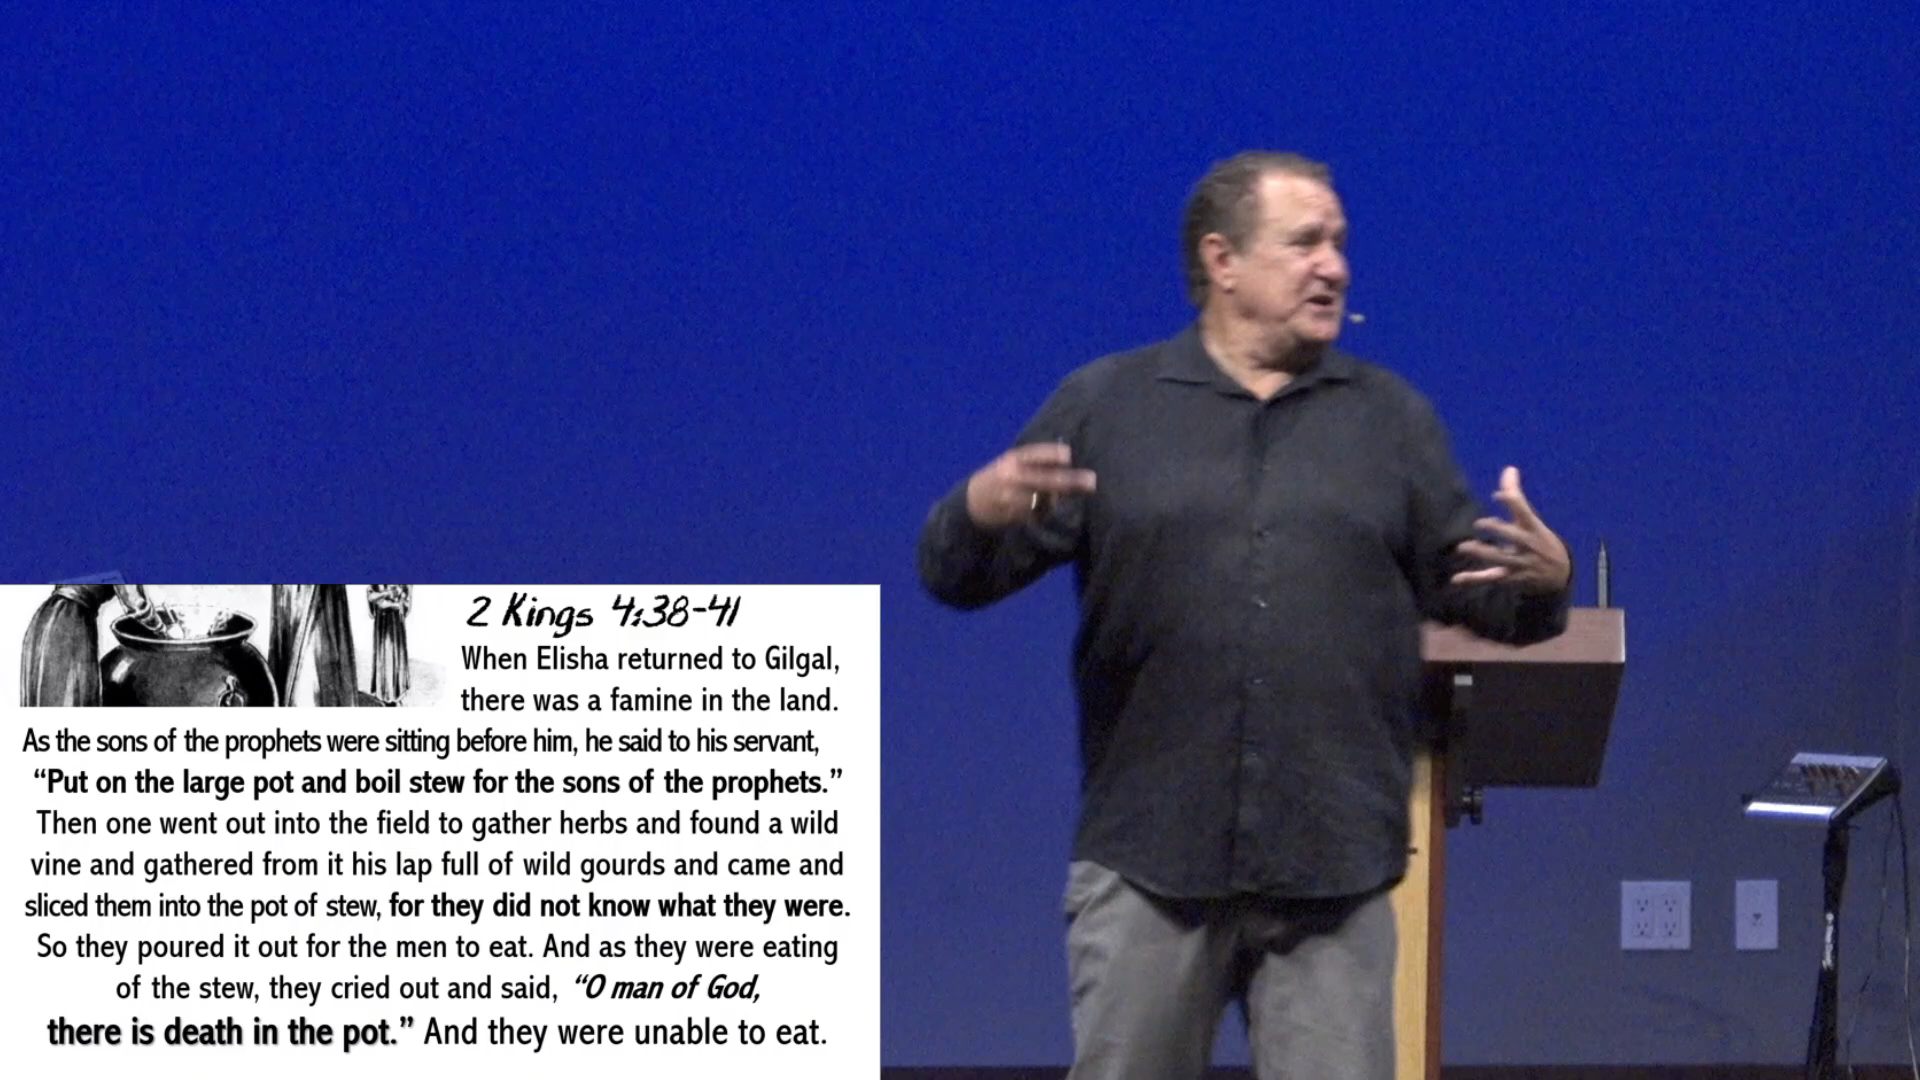 2 Kings 4:38-41
When Elisha returned to Gilgal,
there was a famine in the land.
As the sons of the prophets were sitting before him, he said to his servant,
“Put on the large pot and boil stew for the sons of the prophets.”
Then one went out into the field to gather herbs and found a wild
vine and gathered from it his lap full of wild gourds and came and
sliced them into the pot of stew, for they did not know what they were.
So they poured it out for the men to eat. And as they were eating
of the stew, they cried out and said, “O man of God,
there is death in the pot.” And they were unable to eat.